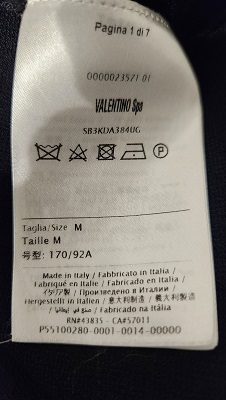 Pagina 1 di 7
0000023571 01
VALENTINO Spa
SB3KDA384UG
P
Taglia/Size M
Taille M
号型: 170/92A
Made in Italy / Fabbricato in Italia /
Fabriqué en Italie / Fabricado en Italia /
イタリア製 / Произведено в Италии /
Hergestellt in Italien / 意大利制造 / 義大利製造
/ صنع في إيطاليا / Fabricado na Itália
RN#43835 - CA#57011
P55100280-0001-0014-00000